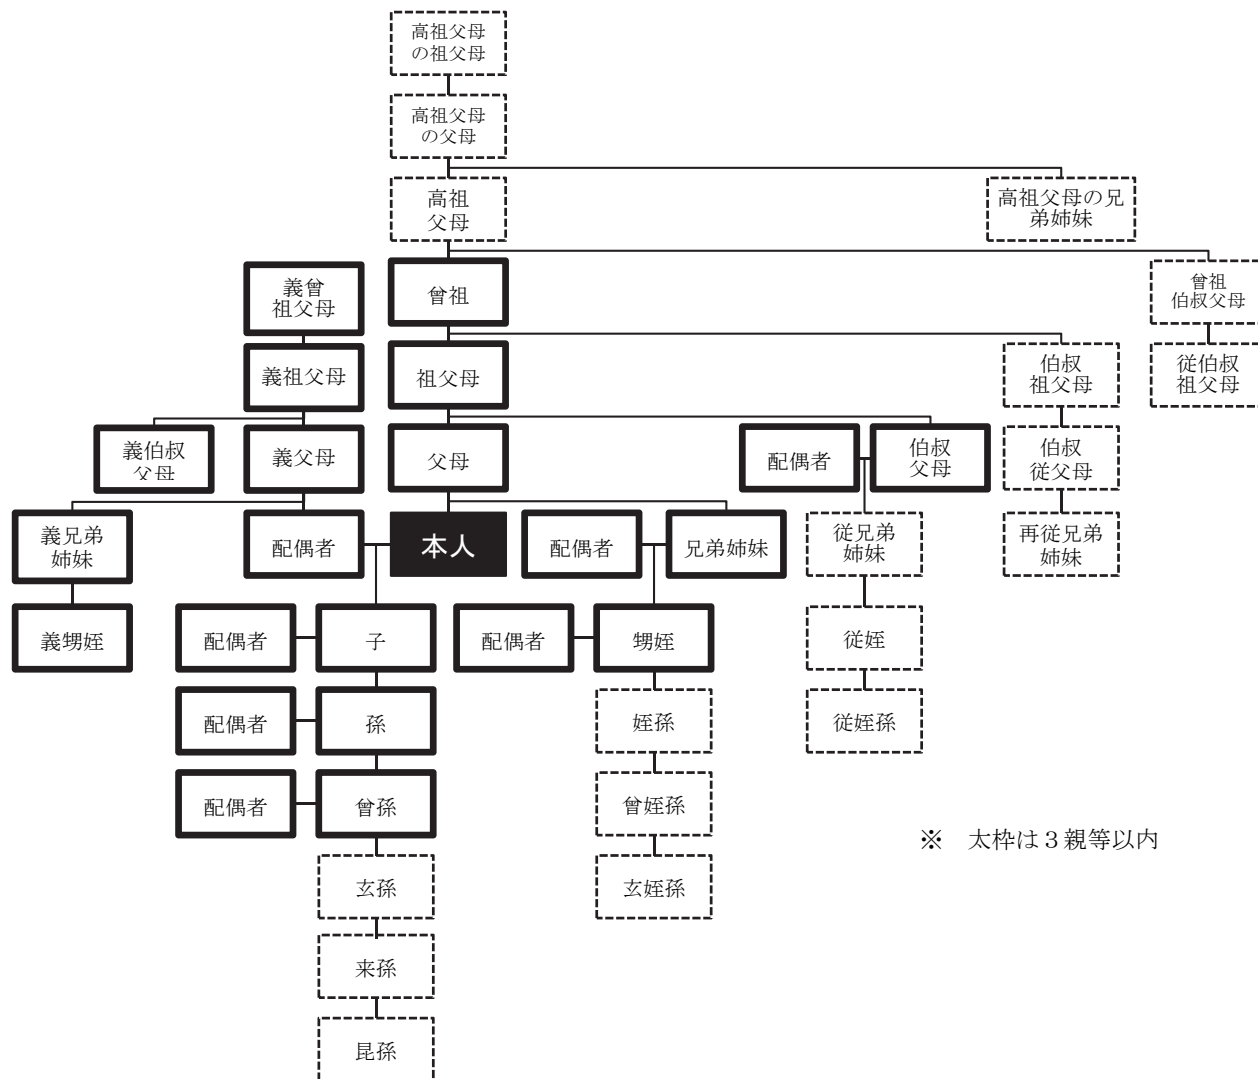 高祖父母
の祖父母
高祖父母
の父母
高祖
父母
高祖父母の兄
弟姉妹
義曾
祖父母
曾祖
曾祖
伯叔父母
義祖父母
祖父母
伯叔
祖父母
従伯叔
祖父母
義伯叔
父母
義父母
父母
配偶者
伯叔
父母
伯叔
従父母
義兄弟
姉妹
配偶者
本人
配偶者
兄弟姉妹
従兄弟
姉妹
再従兄弟
姉妹
義甥姪
配偶者
子
配偶者
甥姪
従姪
配偶者
孫
姪孫
従姪孫
配偶者
曾孫
曾姪孫
※　太枠は3親等以内
玄孫
玄姪孫
来孫
昆孫